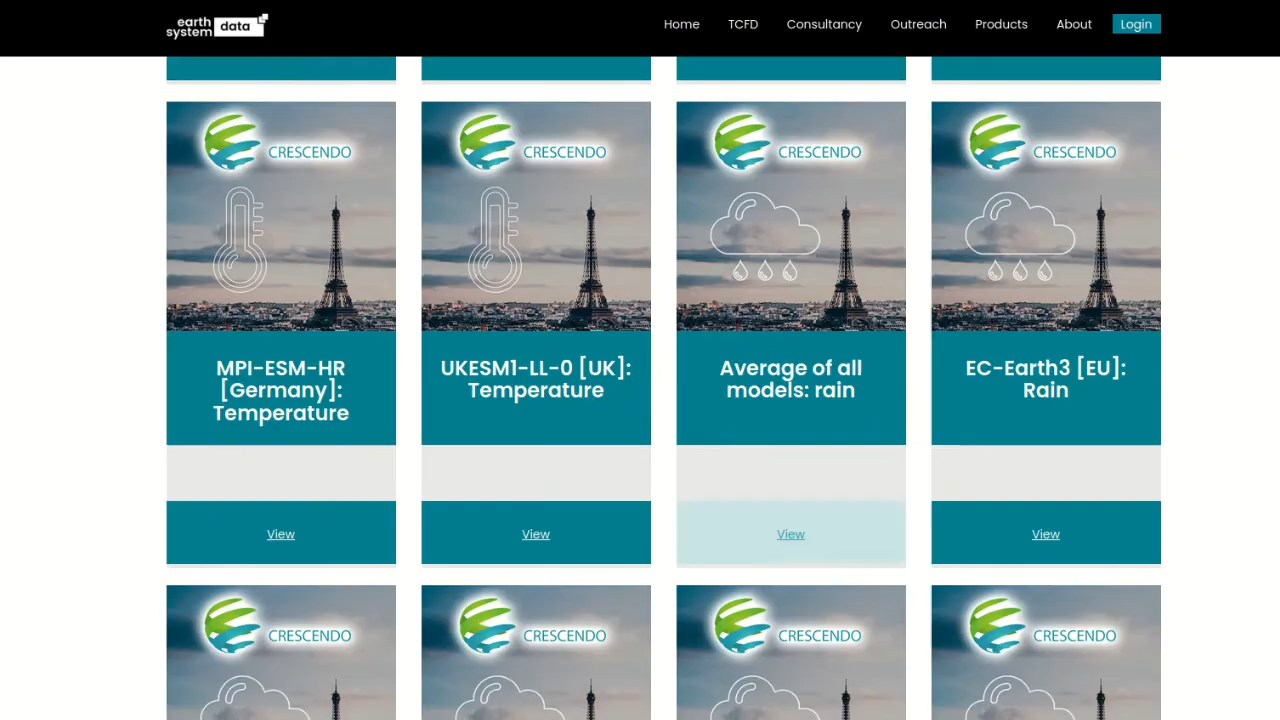 earth
system data
Home TCFD Consultancy Outreach Products About Login
CRESCENDO CRESCENDO CRESCENDO CRESCENDO
MPI-ESM-HR
[Germany]:
Temperature
UKESM1-LL-0 [UK]:
Temperature
Average of all
models: rain
EC-Earth3 [EU]:
Rain
View View View View
CRESCENDO CRESCENDO CRESCENDO CRESCENDO